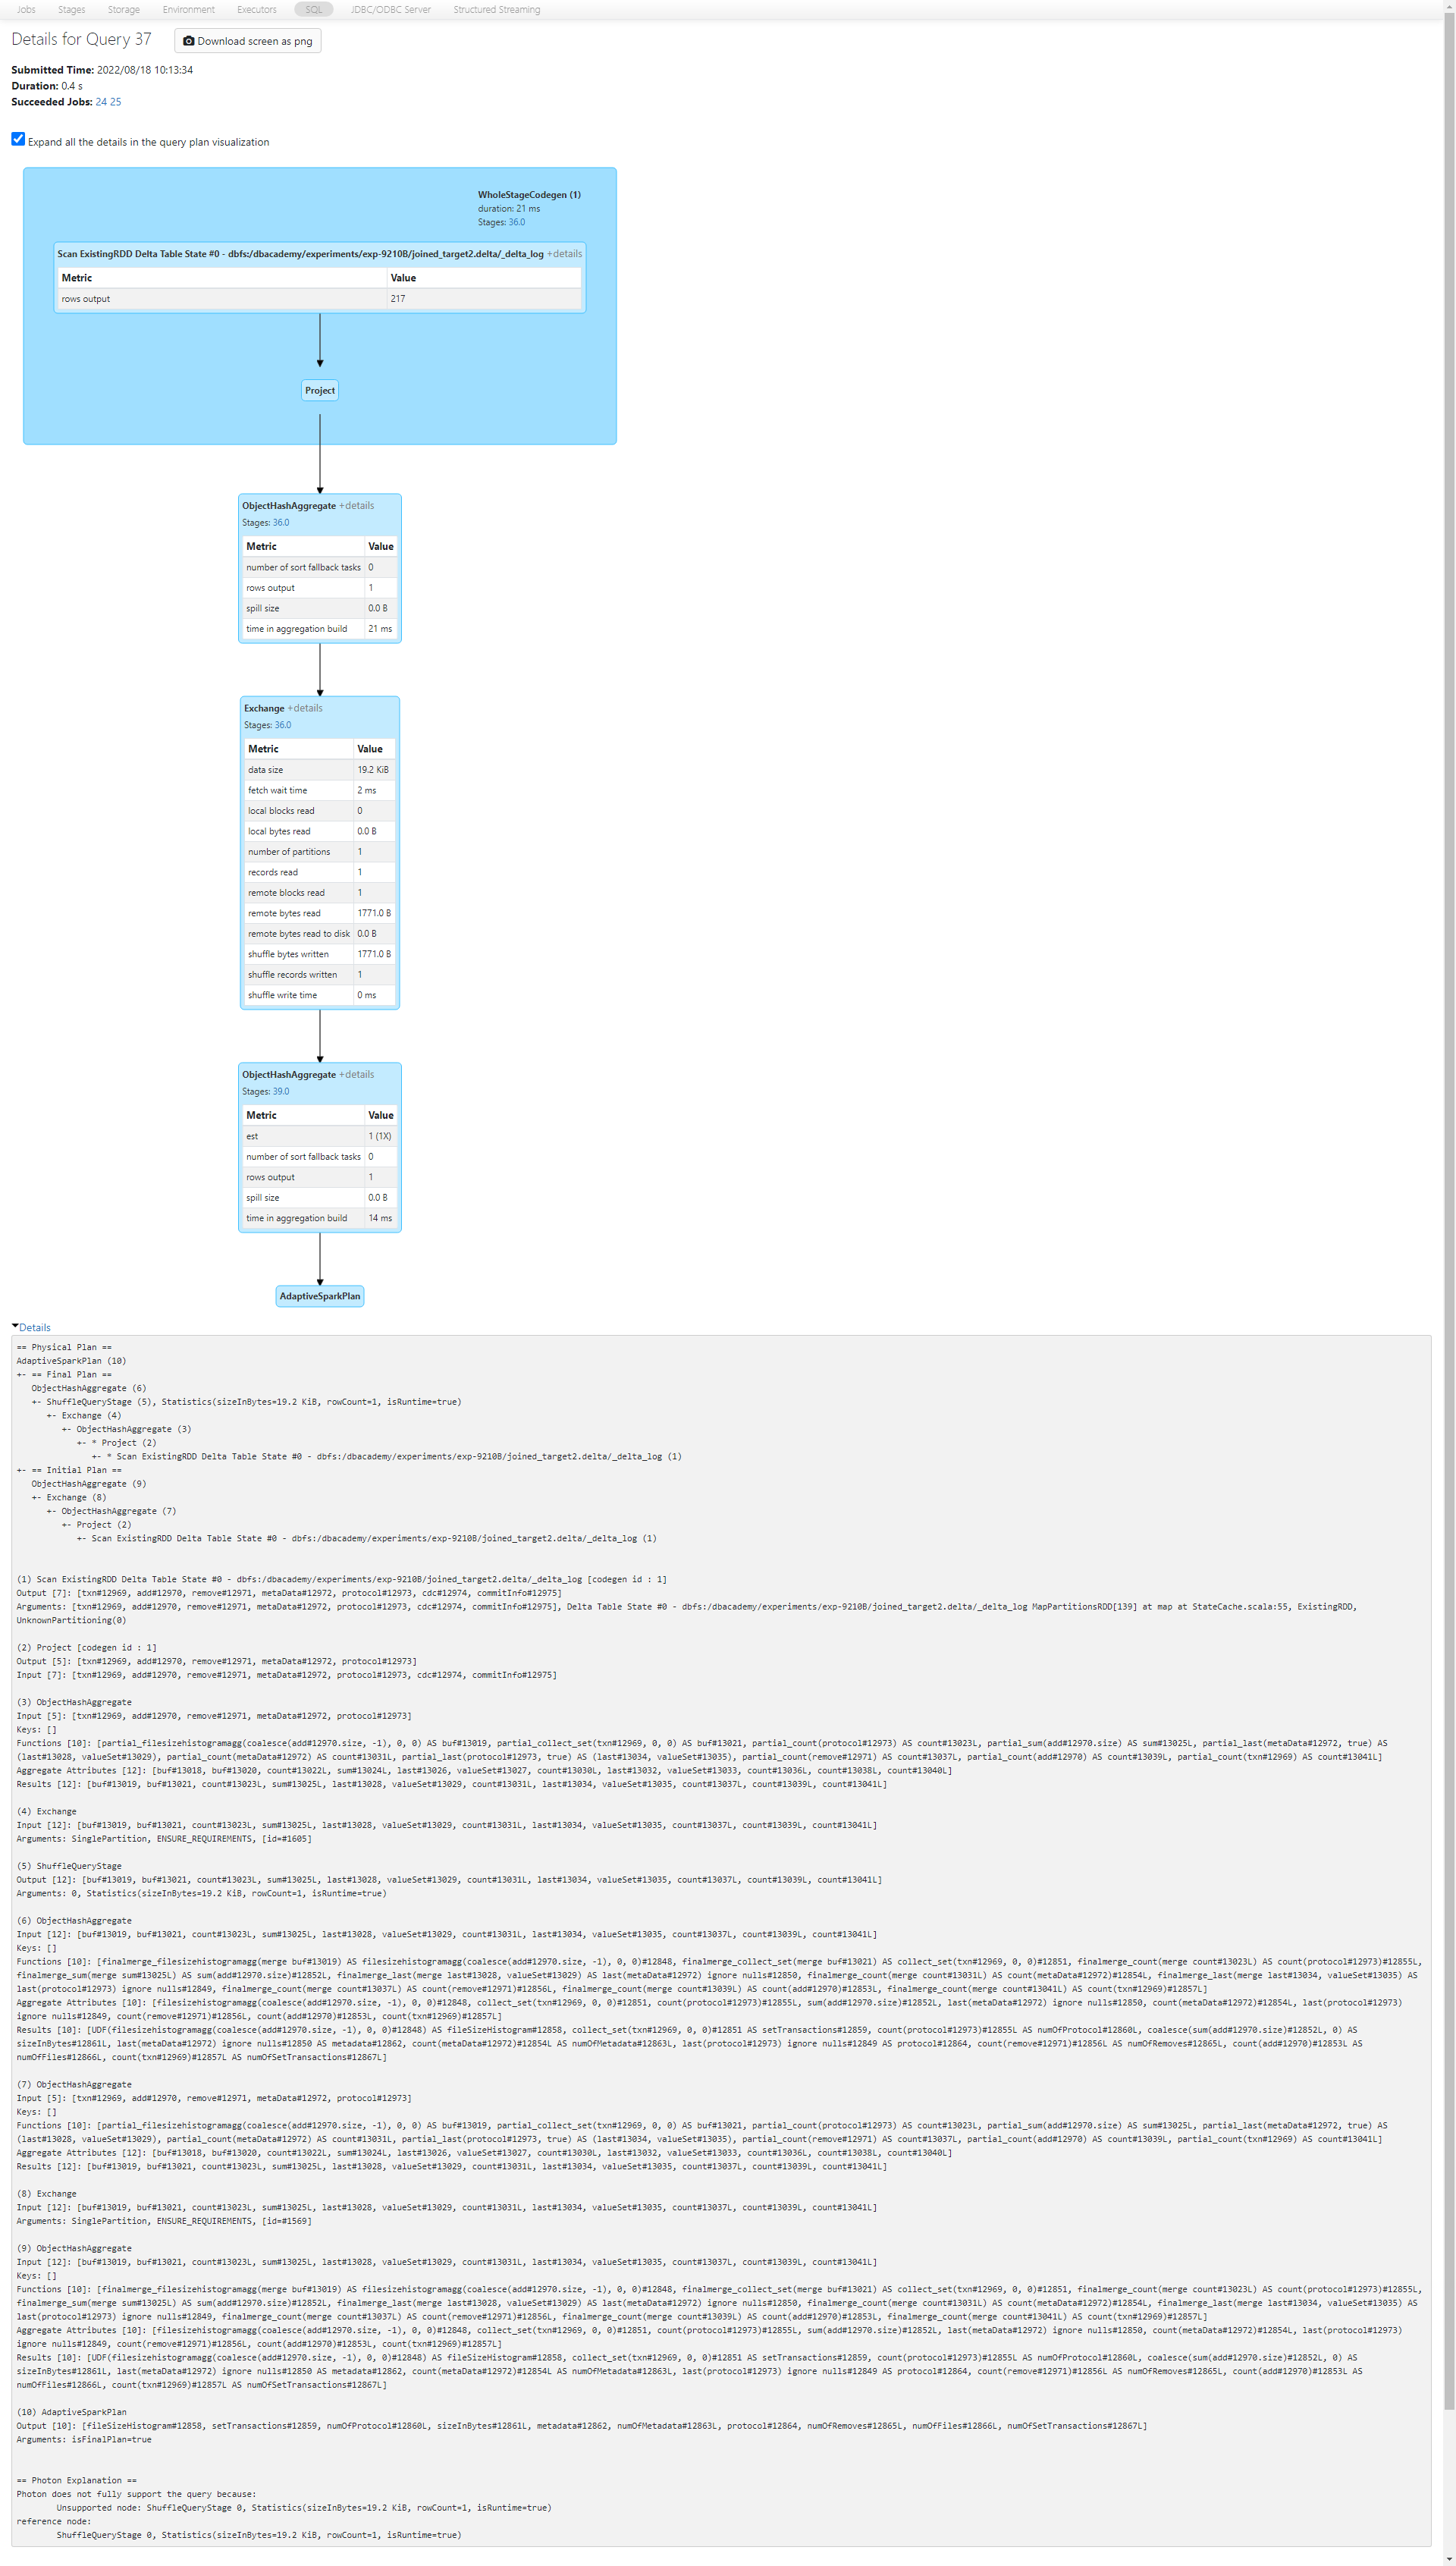 Jobs Stages Storage Environment Executors SQL JDBC/ODBC Server Structured Streaming
Details for Query 37 Download screen as png
Submitted Time: 2022/08/18 10:13:34
Duration: 0.4 s
Succeeded Jobs: 24 25
Expand all the details in the query plan visualization
WholeStageCodegen (1)
duration: 21 ms
Stages: 36.0
Scan ExistingRDD Delta Table State #0 - dbfs:/dbacademy/experiments/exp-9210B/joined_target2.delta/_delta_log +details
Metric Value
rows output 217
Project
ObjectHashAggregate +details
Stages: 36.0
Metric Value
number of sort fallback tasks 0
rows output 1
spill size 0.0 B
time in aggregation build 21 ms
Exchange +details
Stages: 36.0
Metric Value
data size 19.2 KiB
fetch wait time 2 ms
local blocks read 0
local bytes read 0.0 B
number of partitions 1
records read 1
remote blocks read 1
remote bytes read 1771.0 B
remote bytes read to disk 0.0 B
shuffle bytes written 1771.0 B
shuffle records written 1
shuffle write time 0 ms
ObjectHashAggregate +details
Stages: 39.0
Metric Value
est 1 (1X)
number of sort fallback tasks 0
rows output 1
spill size 0.0 B
time in aggregation build 14 ms
AdaptiveSparkPlan
Details
== Physical Plan ==
AdaptiveSparkPlan (10)
+- == Final Plan ==
ObjectHashAggregate (6)
+- ShuffleQueryStage (5), Statistics(sizeInBytes=19.2 KiB, rowCount=1, isRuntime=true)
+- Exchange (4)
+- ObjectHashAggregate (3)
+- * Project (2)
+- * Scan ExistingRDD Delta Table State #0 - dbfs:/dbacademy/experiments/exp-9210B/joined_target2.delta/_delta_log (1)
+- == Initial Plan ==
ObjectHashAggregate (9)
+- Exchange (8)
+- ObjectHashAggregate (7)
+- Project (2)
+- Scan ExistingRDD Delta Table State #0 - dbfs:/dbacademy/experiments/exp-9210B/joined_target2.delta/_delta_log (1)
(1) Scan ExistingRDD Delta Table State #0 - dbfs:/dbacademy/experiments/exp-9210B/joined_target2.delta/_delta_log [codegen id : 1]
Output [7]: [txn#12969, add#12970, remove#12971, metaData#12972, protocol#12973, cdc#12974, commitInfo#12975]
Arguments: [txn#12969, add#12970, remove#12971, metaData#12972, protocol#12973, cdc#12974, commitInfo#12975], Delta Table State #0 - dbfs:/dbacademy/experiments/exp-9210B/joined_target2.delta/_delta_log MapPartitionsRDD[139] at map at StateCache.scala:55, ExistingRDD,
UnknownPartitioning(0)
(2) Project [codegen id : 1]
Output [5]: [txn#12969, add#12970, remove#12971, metaData#12972, protocol#12973]
Input [7]: [txn#12969, add#12970, remove#12971, metaData#12972, protocol#12973, cdc#12974, commitInfo#12975]
(3) ObjectHashAggregate
Input [5]: [txn#12969, add#12970, remove#12971, metaData#12972, protocol#12973]
Keys: []
Functions [10]: [partial_filesizehistogramagg(coalesce(add#12970.size, -1), 0, 0) AS buf#13019, partial_collect_set(txn#12969, 0, 0) AS buf#13021, partial_count(protocol#12973) AS count#13023L, partial_sum(add#12970.size) AS sum#13025L, partial_last(metaData#12972, true) AS
(last#13028, valueSet#13029), partial_count(metaData#12972) AS count#13031L, partial_last(protocol#12973, true) AS (last#13034, valueSet#13035), partial_count(remove#12971) AS count#13037L, partial_count(add#12970) AS count#13039L, partial_count(txn#12969) AS count#13041L]
Aggregate Attributes [12]: [buf#13018, buf#13020, count#13022L, sum#13024L, last#13026, valueSet#13027, count#13030L, last#13032, valueSet#13033, count#13036L, count#13038L, count#13040L]
Results [12]: [buf#13019, buf#13021, count#13023L, sum#13025L, last#13028, valueSet#13029, count#13031L, last#13034, valueSet#13035, count#13037L, count#13039L, count#13041L]
(4) Exchange
Input [12]: [buf#13019, buf#13021, count#13023L, sum#13025L, last#13028, valueSet#13029, count#13031L, last#13034, valueSet#13035, count#13037L, count#13039L, count#13041L]
Arguments: SinglePartition, ENSURE_REQUIREMENTS, [id=#1605]
(5) ShuffleQueryStage
Output [12]: [buf#13019, buf#13021, count#13023L, sum#13025L, last#13028, valueSet#13029, count#13031L, last#13034, valueSet#13035, count#13037L, count#13039L, count#13041L]
Arguments: 0, Statistics(sizeInBytes=19.2 KiB, rowCount=1, isRuntime=true)
(6) ObjectHashAggregate
Input [12]: [buf#13019, buf#13021, count#13023L, sum#13025L, last#13028, valueSet#13029, count#13031L, last#13034, valueSet#13035, count#13037L, count#13039L, count#13041L]
Keys: []
Functions [10]: [finalmerge_filesizehistogramagg(merge buf#13019) AS filesizehistogramagg(coalesce(add#12970.size, -1), 0, 0)#12848, finalmerge_collect_set(merge buf#13021) AS collect_set(txn#12969, 0, 0)#12851, finalmerge_count(merge count#13023L) AS count(protocol#12973)#12855L,
finalmerge_sum(merge sum#13025L) AS sum(add#12970.size)#12852L, finalmerge_last(merge last#13028, valueSet#13029) AS last(metaData#12972) ignore nulls#12850, finalmerge_count(merge count#13031L) AS count(metaData#12972)#12854L, finalmerge_last(merge last#13034, valueSet#13035) AS
last(protocol#12973) ignore nulls#12849, finalmerge_count(merge count#13037L) AS count(remove#12971)#12856L, finalmerge_count(merge count#13039L) AS count(add#12970)#12853L, finalmerge_count(merge count#13041L) AS count(txn#12969)#12857L]
Aggregate Attributes [10]: [filesizehistogramagg(coalesce(add#12970.size, -1), 0, 0)#12848, collect_set(txn#12969, 0, 0)#12851, count(protocol#12973)#12855L, sum(add#12970.size)#12852L, last(metaData#12972) ignore nulls#12850, count(metaData#12972)#12854L, last(protocol#12973)
ignore nulls#12849, count(remove#12971)#12856L, count(add#12970)#12853L, count(txn#12969)#12857L]
Results [10]: [UDF(filesizehistogramagg(coalesce(add#12970.size, -1), 0, 0)#12848) AS fileSizeHistogram#12858, collect_set(txn#12969, 0, 0)#12851 AS setTransactions#12859, count(protocol#12973)#12855L AS numOfProtocol#12860L, coalesce(sum(add#12970.size)#12852L, 0) AS
sizeInBytes#12861L, last(metaData#12972) ignore nulls#12850 AS metadata#12862, count(metaData#12972)#12854L AS numOfMetadata#12863L, last(protocol#12973) ignore nulls#12849 AS protocol#12864, count(remove#12971)#12856L AS numOfRemoves#12865L, count(add#12970)#12853L AS
numOfFiles#12866L, count(txn#12969)#12857L AS numOfSetTransactions#12867L]
(7) ObjectHashAggregate
Input [5]: [txn#12969, add#12970, remove#12971, metaData#12972, protocol#12973]
Keys: []
Functions [10]: [partial_filesizehistogramagg(coalesce(add#12970.size, -1), 0, 0) AS buf#13019, partial_collect_set(txn#12969, 0, 0) AS buf#13021, partial_count(protocol#12973) AS count#13023L, partial_sum(add#12970.size) AS sum#13025L, partial_last(metaData#12972, true) AS
(last#13028, valueSet#13029), partial_count(metaData#12972) AS count#13031L, partial_last(protocol#12973, true) AS (last#13034, valueSet#13035), partial_count(remove#12971) AS count#13037L, partial_count(add#12970) AS count#13039L, partial_count(txn#12969) AS count#13041L]
Aggregate Attributes [12]: [buf#13018, buf#13020, count#13022L, sum#13024L, last#13026, valueSet#13027, count#13030L, last#13032, valueSet#13033, count#13036L, count#13038L, count#13040L]
Results [12]: [buf#13019, buf#13021, count#13023L, sum#13025L, last#13028, valueSet#13029, count#13031L, last#13034, valueSet#13035, count#13037L, count#13039L, count#13041L]
(8) Exchange
Input [12]: [buf#13019, buf#13021, count#13023L, sum#13025L, last#13028, valueSet#13029, count#13031L, last#13034, valueSet#13035, count#13037L, count#13039L, count#13041L]
Arguments: SinglePartition, ENSURE_REQUIREMENTS, [id=#1569]
(9) ObjectHashAggregate
Input [12]: [buf#13019, buf#13021, count#13023L, sum#13025L, last#13028, valueSet#13029, count#13031L, last#13034, valueSet#13035, count#13037L, count#13039L, count#13041L]
Keys: []
Functions [10]: [finalmerge_filesizehistogramagg(merge buf#13019) AS filesizehistogramagg(coalesce(add#12970.size, -1), 0, 0)#12848, finalmerge_collect_set(merge buf#13021) AS collect_set(txn#12969, 0, 0)#12851, finalmerge_count(merge count#13023L) AS count(protocol#12973)#12855L,
finalmerge_sum(merge sum#13025L) AS sum(add#12970.size)#12852L, finalmerge_last(merge last#13028, valueSet#13029) AS last(metaData#12972) ignore nulls#12850, finalmerge_count(merge count#13031L) AS count(metaData#12972)#12854L, finalmerge_last(merge last#13034, valueSet#13035) AS
last(protocol#12973) ignore nulls#12849, finalmerge_count(merge count#13037L) AS count(remove#12971)#12856L, finalmerge_count(merge count#13039L) AS count(add#12970)#12853L, finalmerge_count(merge count#13041L) AS count(txn#12969)#12857L]
Aggregate Attributes [10]: [filesizehistogramagg(coalesce(add#12970.size, -1), 0, 0)#12848, collect_set(txn#12969, 0, 0)#12851, count(protocol#12973)#12855L, sum(add#12970.size)#12852L, last(metaData#12972) ignore nulls#12850, count(metaData#12972)#12854L, last(protocol#12973)
ignore nulls#12849, count(remove#12971)#12856L, count(add#12970)#12853L, count(txn#12969)#12857L]
Results [10]: [UDF(filesizehistogramagg(coalesce(add#12970.size, -1), 0, 0)#12848) AS fileSizeHistogram#12858, collect_set(txn#12969, 0, 0)#12851 AS setTransactions#12859, count(protocol#12973)#12855L AS numOfProtocol#12860L, coalesce(sum(add#12970.size)#12852L, 0) AS
sizeInBytes#12861L, last(metaData#12972) ignore nulls#12850 AS metadata#12862, count(metaData#12972)#12854L AS numOfMetadata#12863L, last(protocol#12973) ignore nulls#12849 AS protocol#12864, count(remove#12971)#12856L AS numOfRemoves#12865L, count(add#12970)#12853L AS
numOfFiles#12866L, count(txn#12969)#12857L AS numOfSetTransactions#12867L]
(10) AdaptiveSparkPlan
Output [10]: [fileSizeHistogram#12858, setTransactions#12859, numOfProtocol#12860L, sizeInBytes#12861L, metadata#12862, numOfMetadata#12863L, protocol#12864, numOfRemoves#12865L, numOfFiles#12866L, numOfSetTransactions#12867L]
Arguments: isFinalPlan=true
== Photon Explanation ==
Photon does not fully support the query because:
Unsupported node: ShuffleQueryStage 0, Statistics(sizeInBytes=19.2 KiB, rowCount=1, isRuntime=true)
reference node:
ShuffleQueryStage 0, Statistics(sizeInBytes=19.2 KiB, rowCount=1, isRuntime=true)